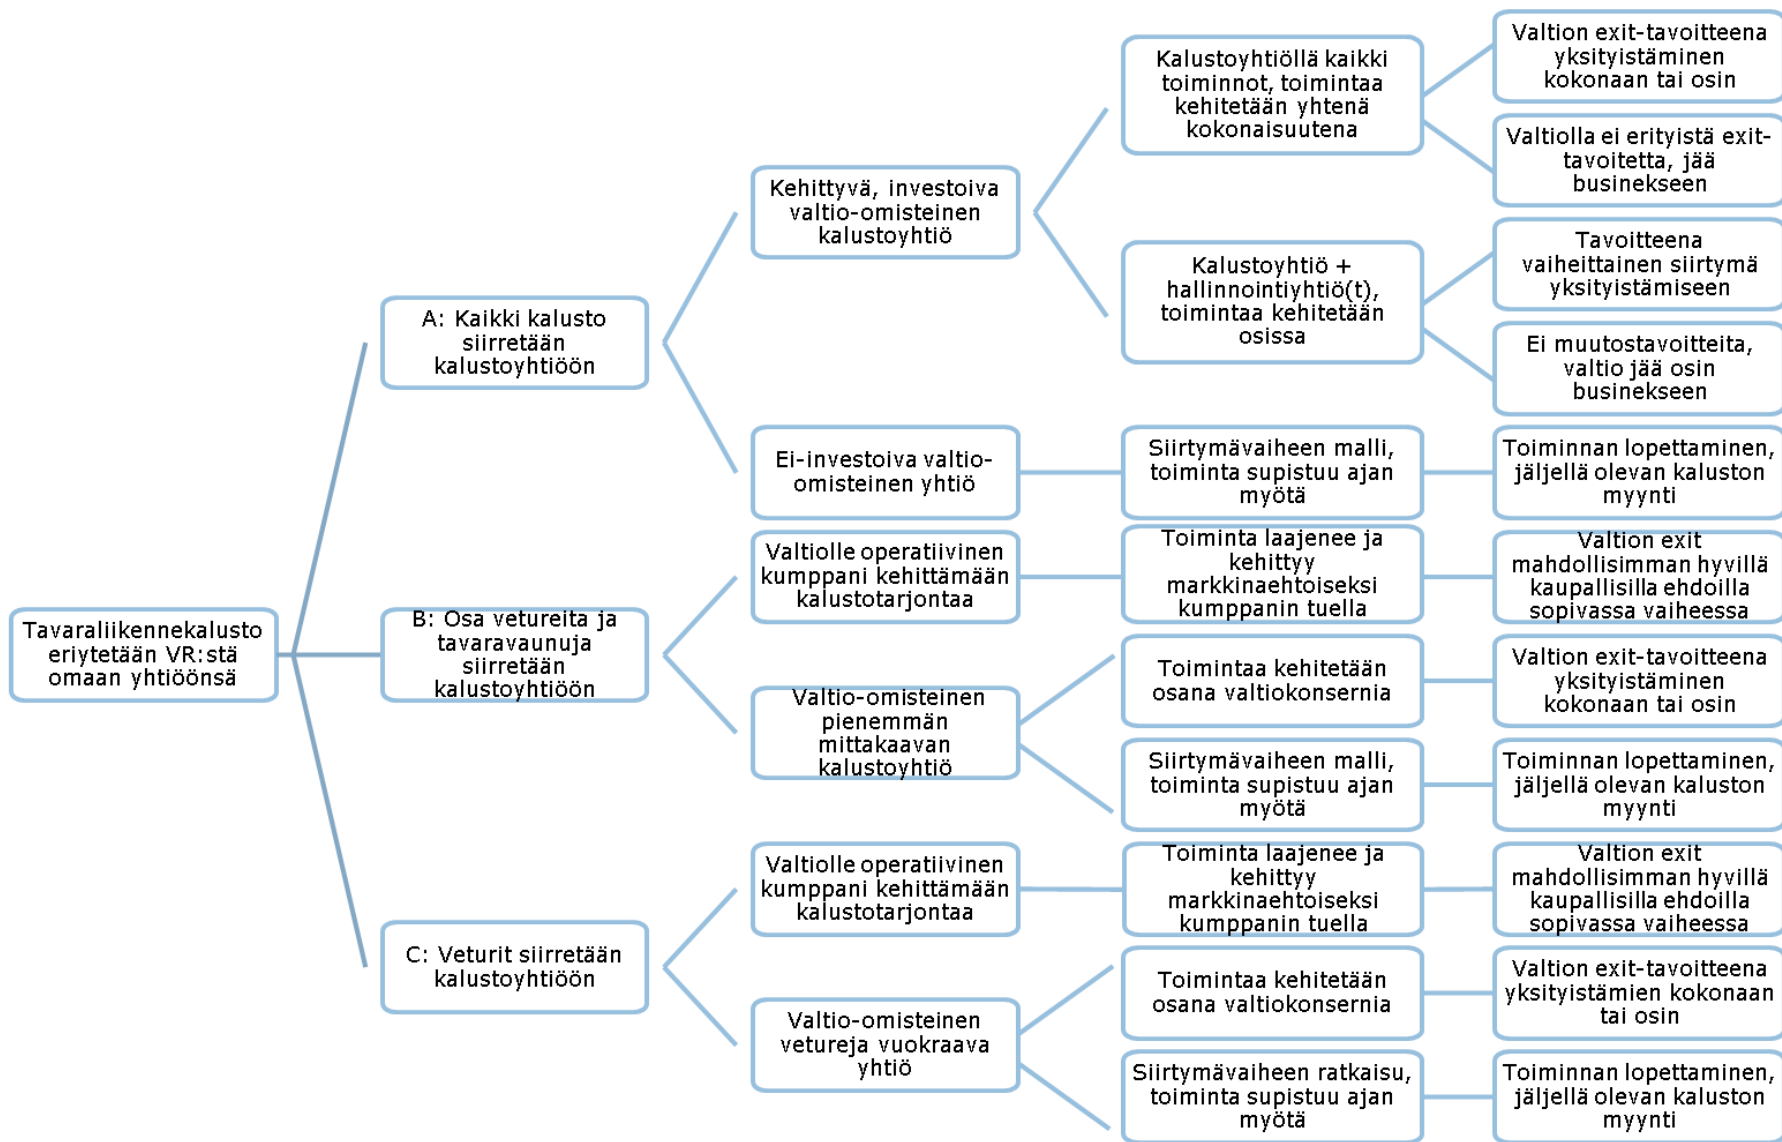 Tavaraliikennekalusto
eriytetään VR:stä
omaan yhtiöönsä
A: Kaikki kalusto
siirretään
kalustoyhtiöön
Kehittyvä, investoiva
valtio-omisteinen
kalustoyhtiö
Kalustoyhtiöllä kaikki
toiminnot, toimintaa
kehitetään yhtenä
kokonaisuutena
Valtion exit-tavoitteena
yksityistäminen
kokonaan tai osin
Valtiolla ei erityistä exit-
tavoitetta, jää
businekseen
Kalustoyhtiö +
hallinnointiyhtiö(t),
toimintaa kehitetään
osissa
Tavoitteena
vaiheittainen siirtymä
yksityistämiseen
Ei muutostavoitteita,
valtio jää osin
businekseen
Ei-investoiva valtio-
omisteinen yhtiö
Siirtymävaiheen malli,
toiminta supistuu ajan
myötä
Toiminnan lopettaminen,
jäljellä olevan kaluston
myynti
B: Osa vetureita ja
tavaravaunuja
siirretään
kalustoyhtiöön
Valtiolle operatiivinen
kumppani kehittämään
kalustotarjontaa
Toiminta laajenee ja
kehittyy
markkinaehtoiseksi
kumppanin tuella
Valtion exit
mahdollisimman hyvillä
kaupallisilla ehdoilla
sopivassa vaiheessa
Valtio-omisteinen
pienemmän
mittakaavan
kalustoyhtiö
Toimintaa kehitetään
osana valtiokonsernia
Valtion exit-tavoitteena
yksityistäminen
kokonaan tai osin
Siirtymävaiheen malli,
toiminta supistuu ajan
myötä
Toiminnan lopettaminen,
jäljellä olevan kaluston
myynti
C: Veturit siirretään
kalustoyhtiöön
Valtiolle operatiivinen
kumppani kehittämään
kalustotarjontaa
Toiminta laajenee ja
kehittyy
markkinaehtoiseksi
kumppanin tuella
Valtion exit
mahdollisimman hyvillä
kaupallisilla ehdoilla
sopivassa vaiheessa
Valtio-omisteinen
vetureja vuokraava
yhtiö
Toimintaa kehitetään
osana valtiokonsernia
Valtion exit-tavoitteena
yksityistämien kokonaan
tai osin
Siirtymävaiheen ratkaisu,
toiminta supistuu ajan
myötä
Toiminnan lopettaminen,
jäljellä olevan kaluston
myynti